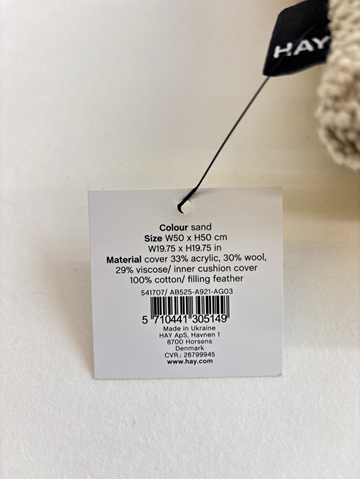 HAY
Colour sand
Size W50 x H50 cm
W19.75 x H19.75 in
Material cover 33% acrylic, 30% wool,
29% viscose/ inner cushion cover
100% cotton/ filling feather
541707/ AB525-A921-AG03
5 710441 305149
Made in Ukraine
HAY ApS, Havnen 1
8700 Horsens
Denmark
CVR.: 26799945
www.hay.com